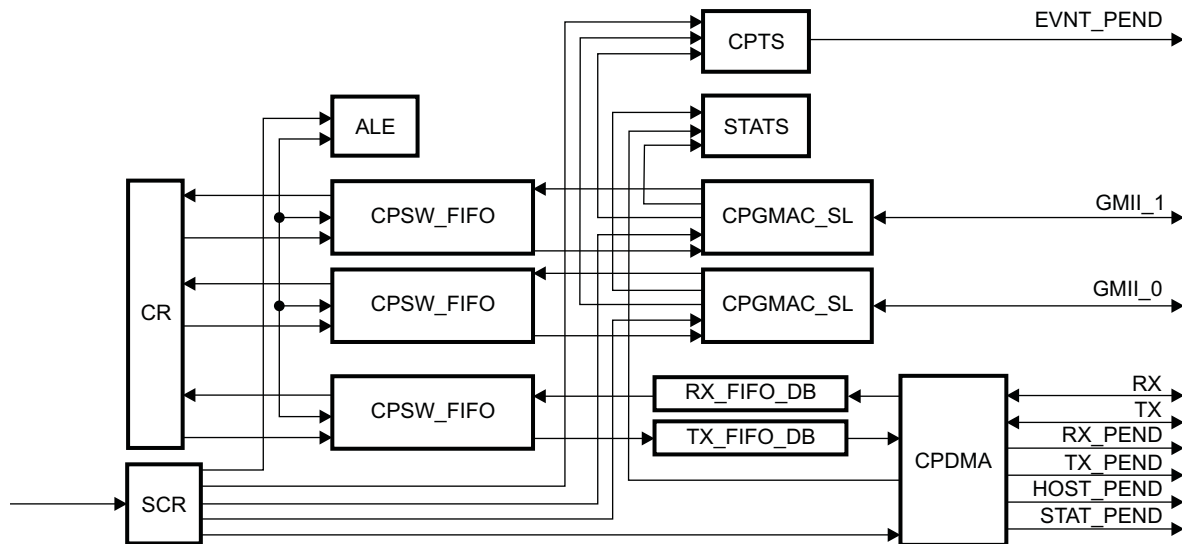 EVNT_PEND
CPTS
ALE
STATS
CPSW_FIFO
CPGMAC_SL
GMII_1
CR
CPSW_FIFO
CPGMAC_SL
GMII_0
CPSW_FIFO
RX_FIFO_DB
TX_FIFO_DB
CPDMA
RX
TX
RX_PEND
TX_PEND
HOST_PEND
STAT_PEND
SCR